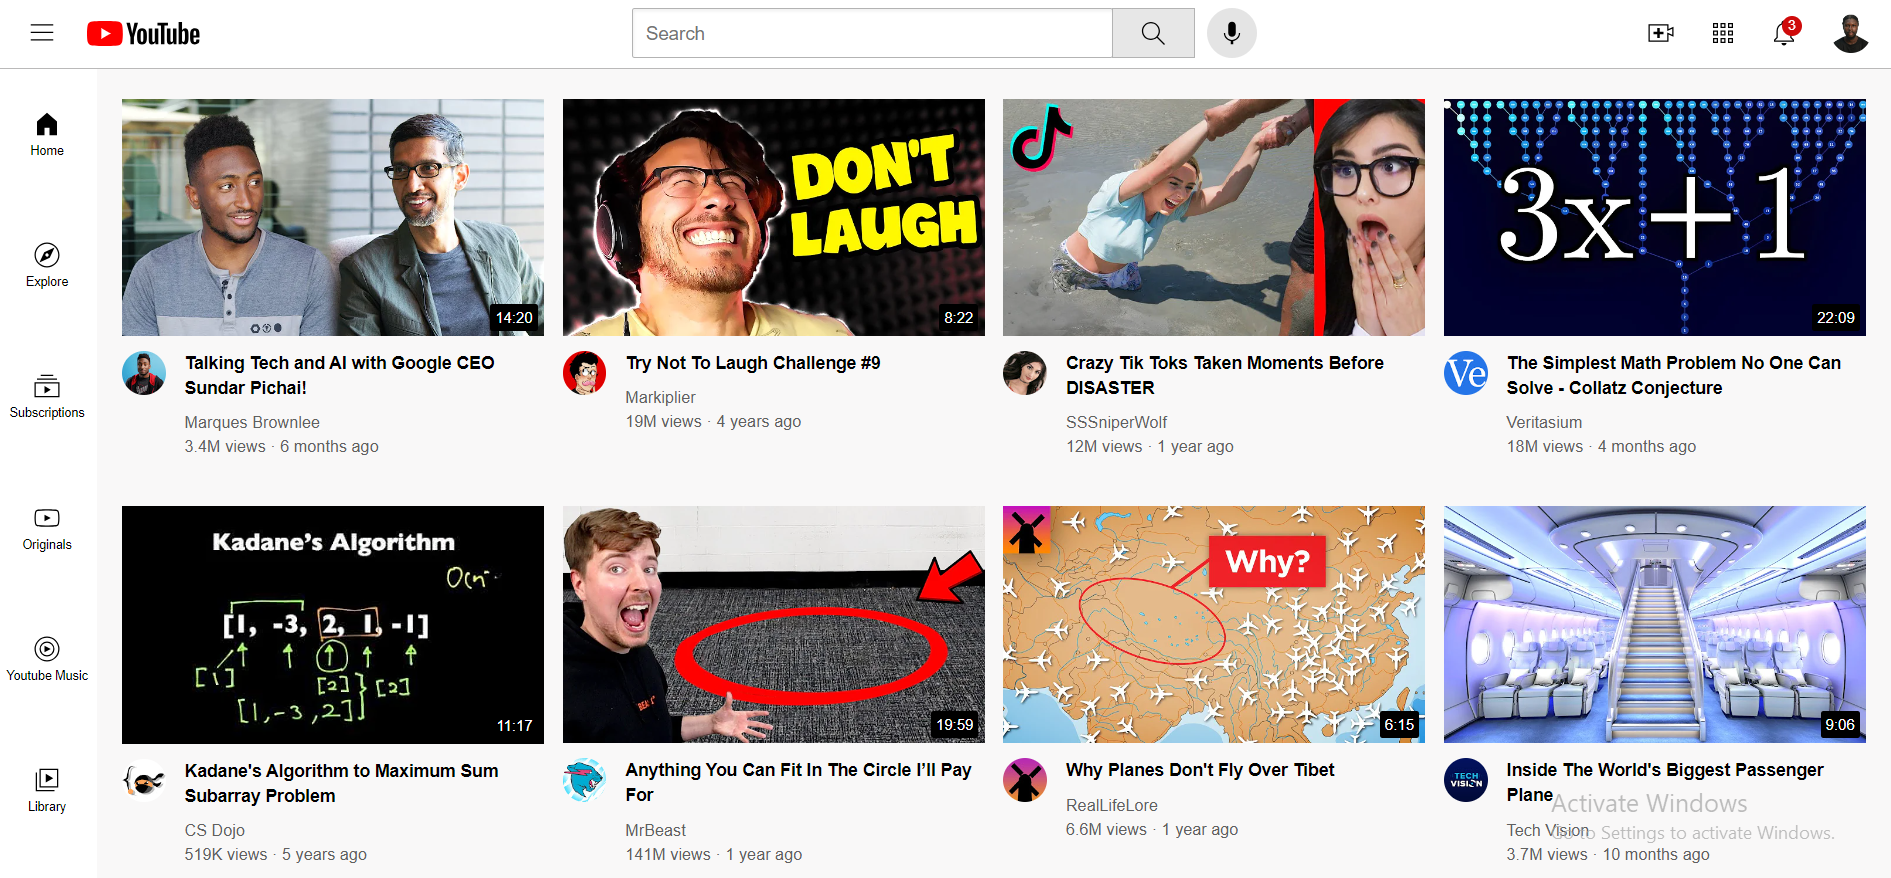 YouTube
Search
3
Home
Explore
Subscriptions
Originals
Youtube Music
Library
DON'T
LAUGH
3x+1
14:20
8:22
22:09
Talking Tech and AI with Google CEO
Sundar Pichai!
Marques Brownlee
3.4M views · 6 months ago
Try Not To Laugh Challenge #9
Markiplier
19M views · 4 years ago
Crazy Tik Toks Taken Moments Before
DISASTER
SSSniperWolf
12M views · 1 year ago
Ve
The Simplest Math Problem No One Can
Solve - Collatz Conjecture
Veritasium
18M views · 4 months ago
Kadane's Algorithm
[1, -3, 2, 1, -1]
[1]
[2]
[2]
[1, -3, 2]
11:17
19:59
Why?
6:15
9:06
Kadane's Algorithm to Maximum Sum
Subarray Problem
CS Dojo
519K views · 5 years ago
Anything You Can Fit In The Circle I’ll Pay
For
MrBeast
141M views · 1 year ago
Why Planes Don't Fly Over Tibet
RealLifeLore
6.6M views · 1 year ago
TECH
VISION
Inside The World's Biggest Passenger
Plane
Tech Vision
3.7M views · 10 months ago
Activate Windows
Go to Settings to activate Windows.